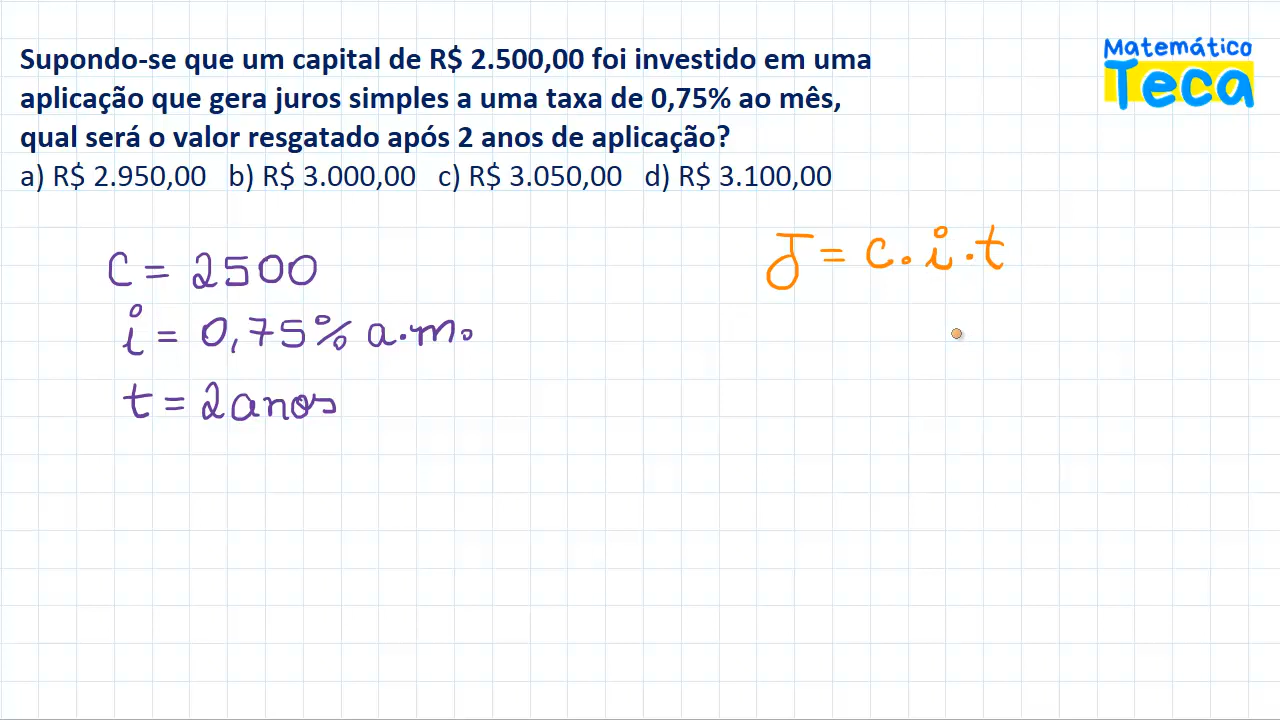 Supondo-se que um capital de R$ 2.500,00 foi investido em uma
aplicação que gera juros simples a uma taxa de 0,75% ao mês,
qual será o valor resgatado após 2 anos de aplicação?
a) R$ 2.950,00 b) R$ 3.000,00 c) R$ 3.050,00 d) R$ 3.100,00
Matemático
Teca
C = 2500
i = 0,75% a.m.
t = 2 anos
J = c.i.t